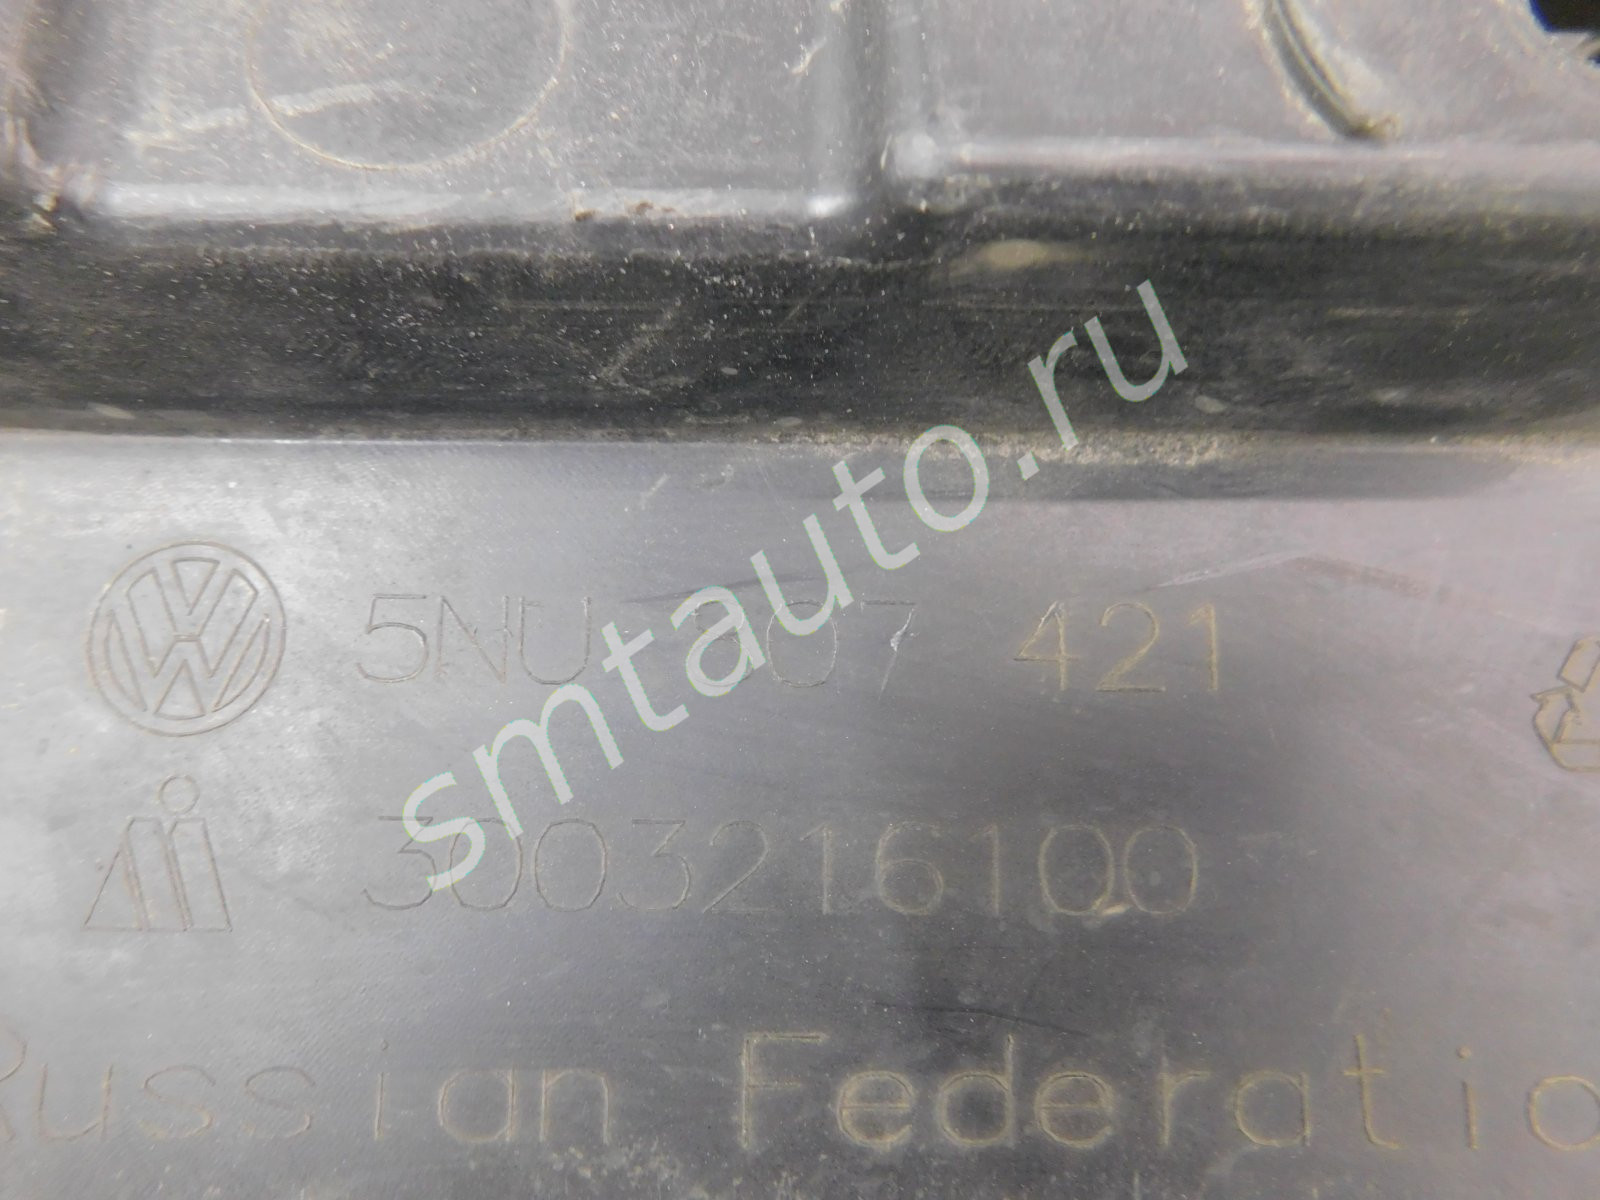 5NU 807 421
3003216100
Russian Federatio
smtauto.ru